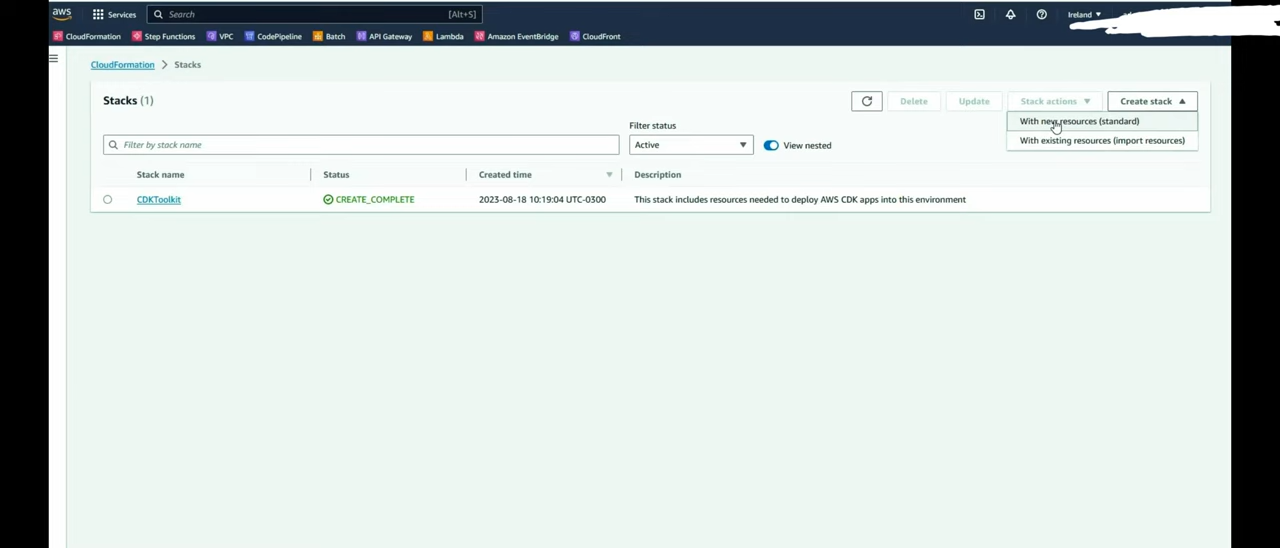 aws Services Search [Alt+S] Ireland
CloudFormation Step Functions VPC CodePipeline Batch API Gateway Lambda Amazon EventBridge CloudFront
CloudFormation Stacks
Stacks (1) Delete Update Stack actions Create stack
With new resources (standard)
With existing resources (import resources)
Filter status
Filter by stack name Active View nested
Stack name Status Created time Description
CDKToolkit CREATE_COMPLETE 2023-08-18 10:19:04 UTC-0300 This stack includes resources needed to deploy AWS CDK apps into this environment